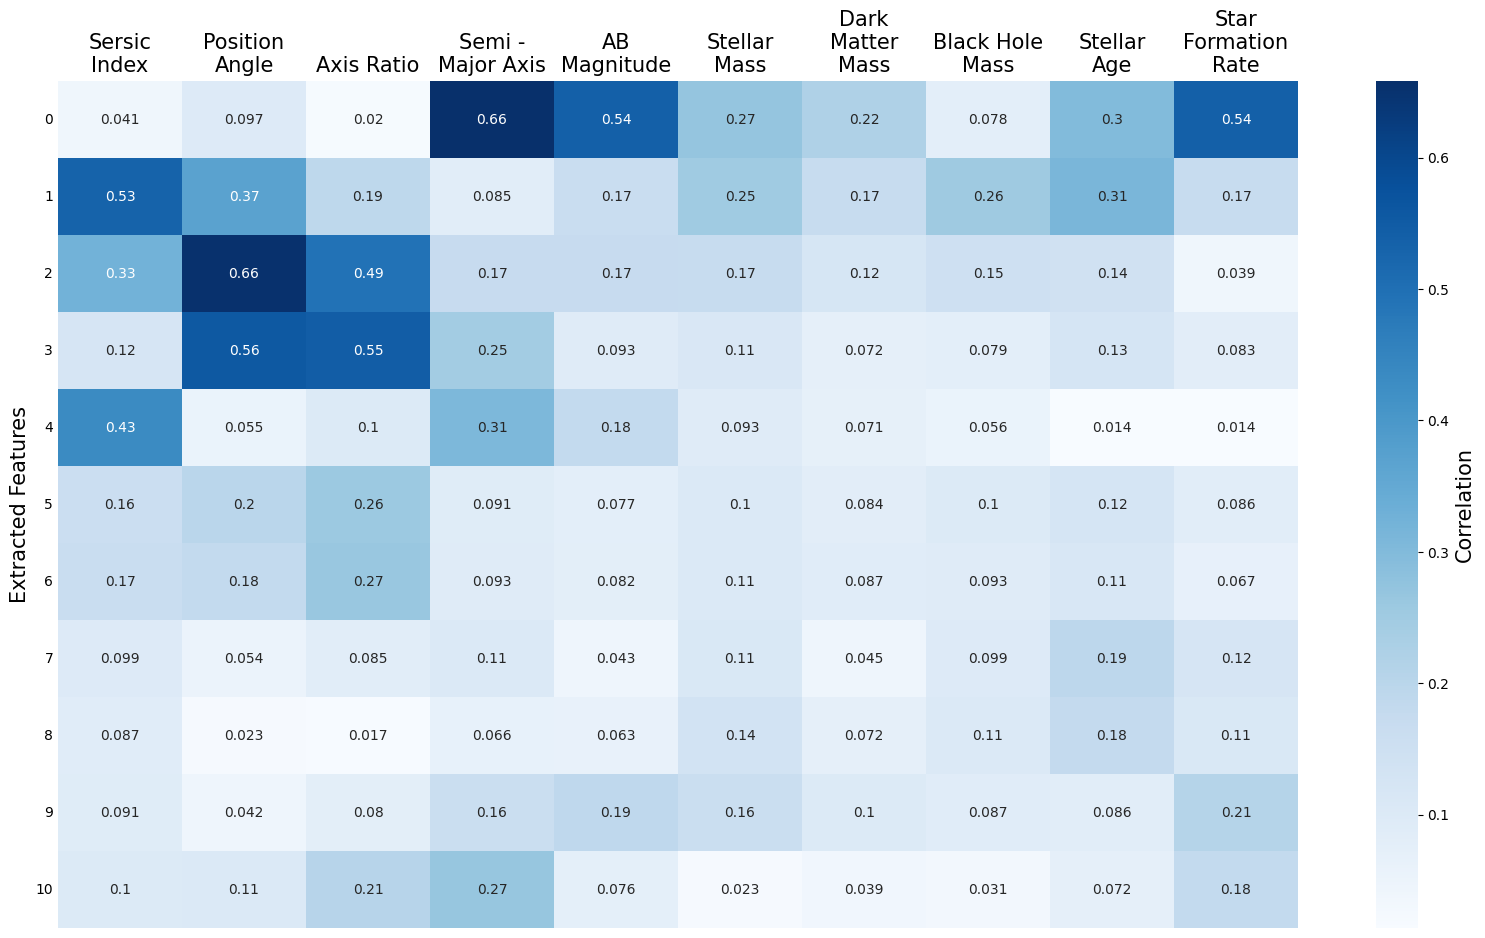 Sersic Index
Position Angle
Axis Ratio
Semi - Major Axis
AB Magnitude
Stellar Mass
Dark Matter Mass
Black Hole Mass
Stellar Age
Star Formation Rate
Extracted Features
0 0.041 0.097 0.02 0.66 0.54 0.27 0.22 0.078 0.3 0.54
1 0.53 0.37 0.19 0.085 0.17 0.25 0.17 0.26 0.31 0.17
2 0.33 0.66 0.49 0.17 0.17 0.17 0.12 0.15 0.14 0.039
3 0.12 0.56 0.55 0.25 0.093 0.11 0.072 0.079 0.13 0.083
4 0.43 0.055 0.1 0.31 0.18 0.093 0.071 0.056 0.014 0.014
5 0.16 0.2 0.26 0.091 0.077 0.1 0.084 0.1 0.12 0.086
6 0.17 0.18 0.27 0.093 0.082 0.11 0.087 0.093 0.11 0.067
7 0.099 0.054 0.085 0.11 0.043 0.11 0.045 0.099 0.19 0.12
8 0.087 0.023 0.017 0.066 0.063 0.14 0.072 0.11 0.18 0.11
9 0.091 0.042 0.08 0.16 0.19 0.16 0.1 0.087 0.086 0.21
10 0.1 0.11 0.21 0.27 0.076 0.023 0.039 0.031 0.072 0.18
0.6
0.5
0.4
0.3
0.2
0.1
Correlation